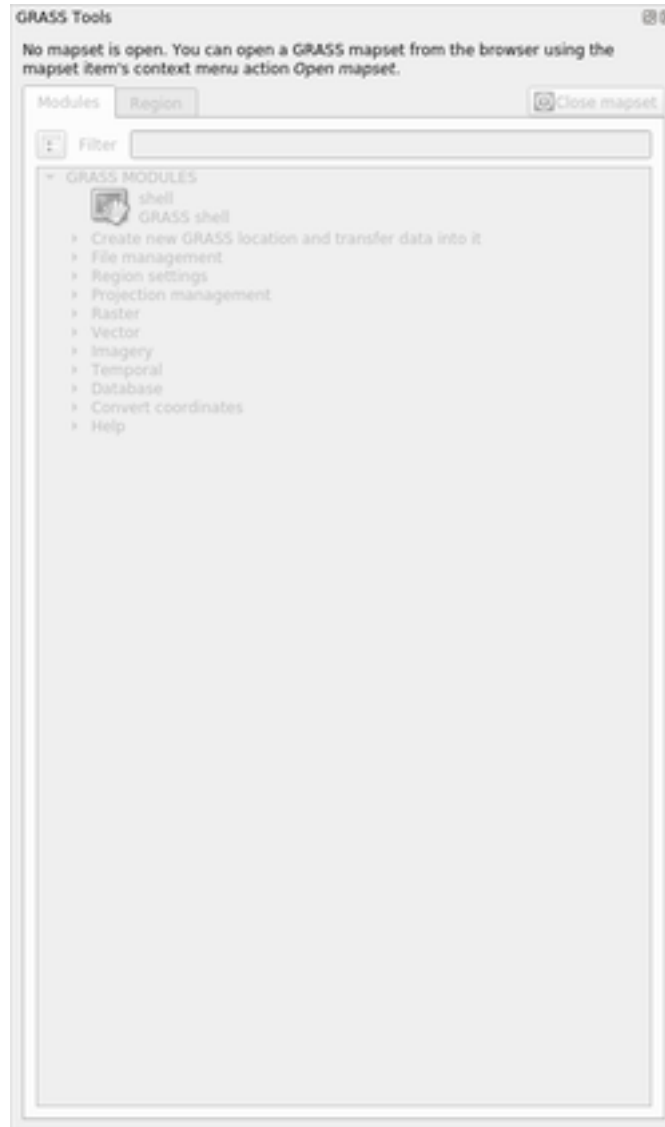 GRASS Tools
No mapset is open. You can open a GRASS mapset from the browser using the
mapset item's context menu action Open mapset.
Modules Region Close mapset
Filter
GRASS MODULES
shell
GRASS shell
Create new GRASS location and transfer data into it
File management
Region settings
Projection management
Raster
Vector
Imagery
Temporal
Database
Convert coordinates
Help